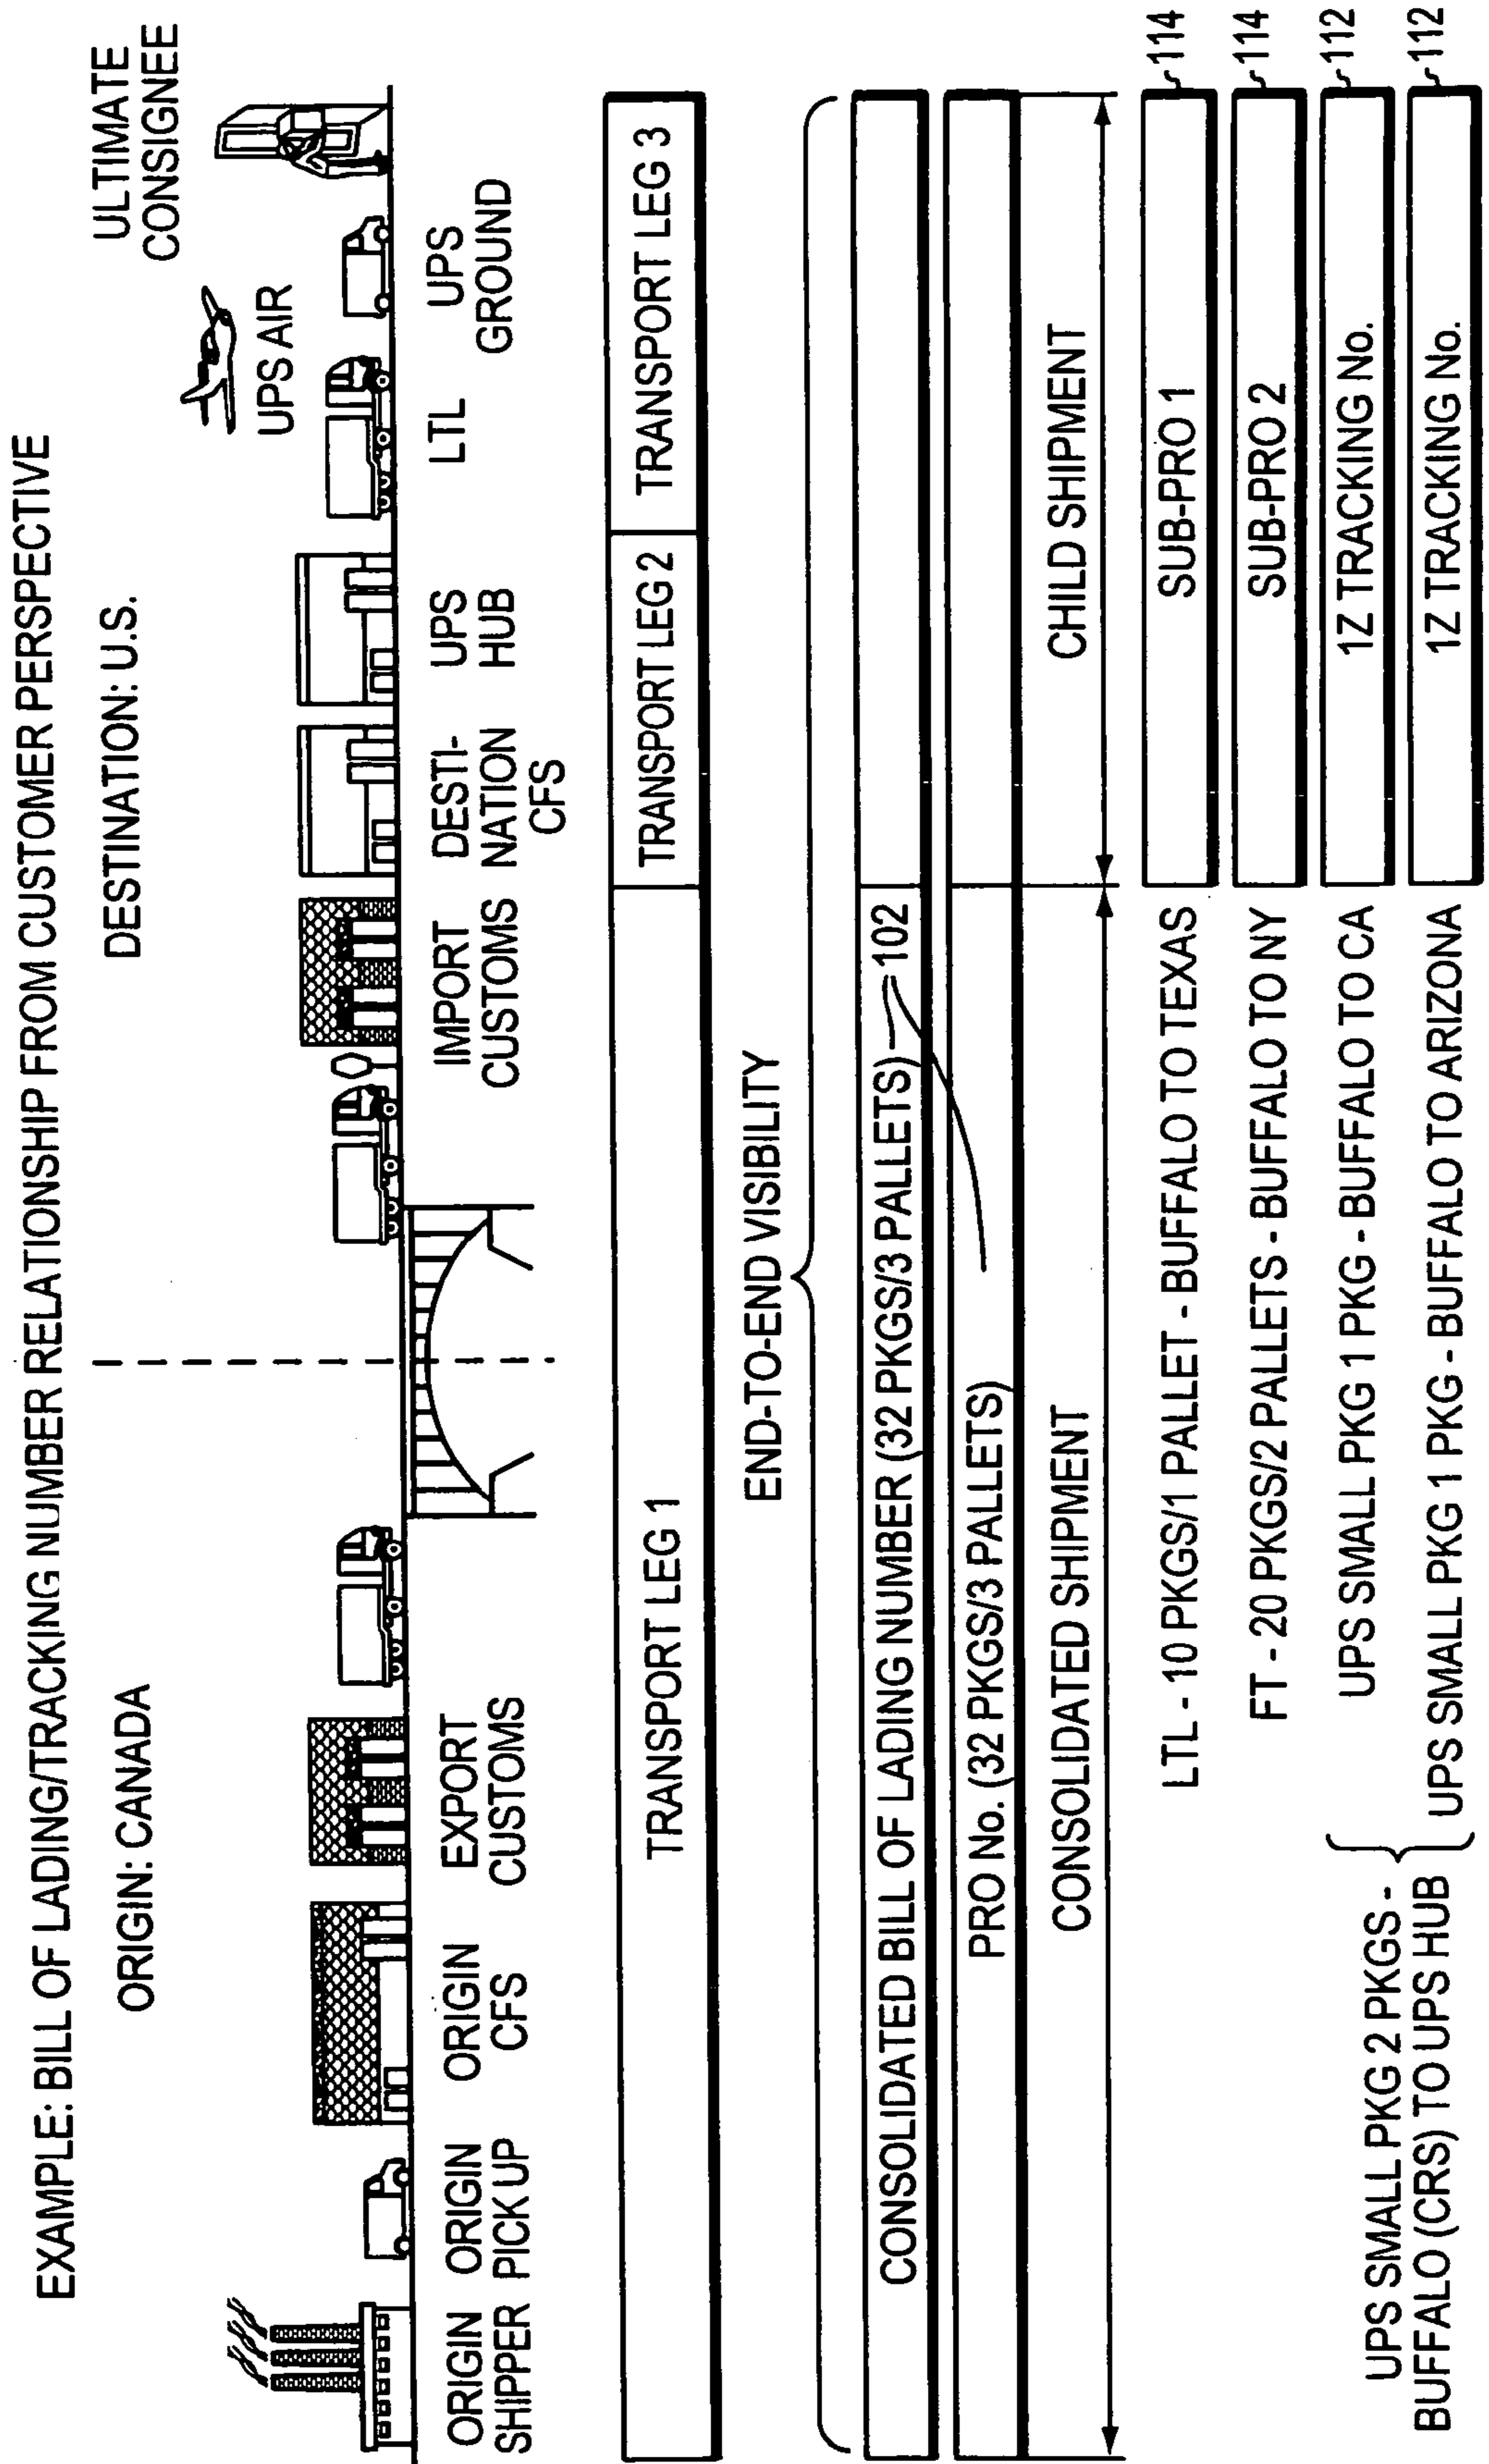 EXAMPLE: BILL OF LADING/TRACKING NUMBER RELATIONSHIP FROM CUSTOMER PERSPECTIVE
ORIGIN: CANADA
DESTINATION: U.S.
ULTIMATE
CONSIGNEE
UPS AIR
ORIGIN
SHIPPER
ORIGIN
PICK UP
ORIGIN
CFS
EXPORT
CUSTOMS
IMPORT
CUSTOMS
DESTI-
NATION
CFS
UPS
HUB
LTL
UPS
GROUND
TRANSPORT LEG 1
TRANSPORT LEG 2
TRANSPORT LEG 3
END-TO-END VISIBILITY
CONSOLIDATED BILL OF LADING NUMBER (32 PKGS/3 PALLETS)
102
PRO No. (32 PKGS/3 PALLETS)
CONSOLIDATED SHIPMENT
CHILD SHIPMENT
LTL - 10 PKGS/1 PALLET - BUFFALO TO TEXAS
SUB-PRO 1
114
FT - 20 PKGS/2 PALLETS - BUFFALO TO NY
SUB-PRO 2
114
UPS SMALL PKG 2 PKGS -
BUFFALO (CRS) TO UPS HUB
UPS SMALL PKG 1 PKG - BUFFALO TO CA
1Z TRACKING No.
112
UPS SMALL PKG 1 PKG - BUFFALO TO ARIZONA
1Z TRACKING No.
112